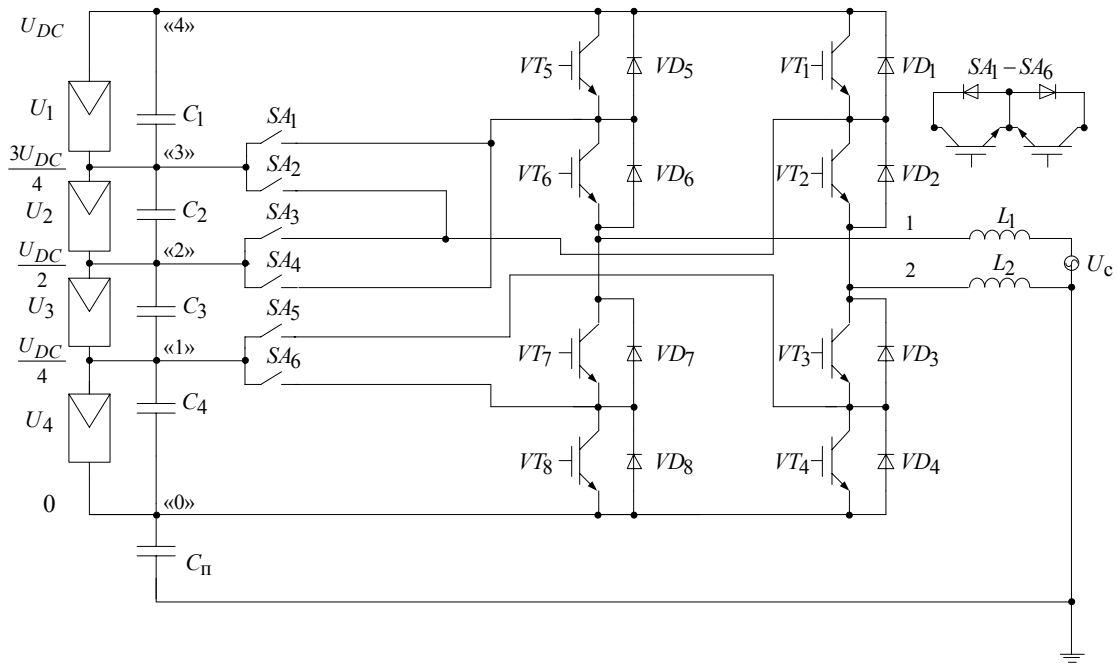 U_DC
«4»
VT5
VD5
VT1
VD1
SA1 – SA6
U1
C1
SA1
3U_DC
4
«3»
SA2
VT6
VD6
VT2
VD2
U2
C2
SA3
1
L1
U_DC
2
«2»
SA4
2
L2
Uс
U3
C3
SA5
U_DC
4
«1»
SA6
VT7
VD7
VT3
VD3
U4
C4
VT8
VD8
VT4
VD4
0
«0»
Cп